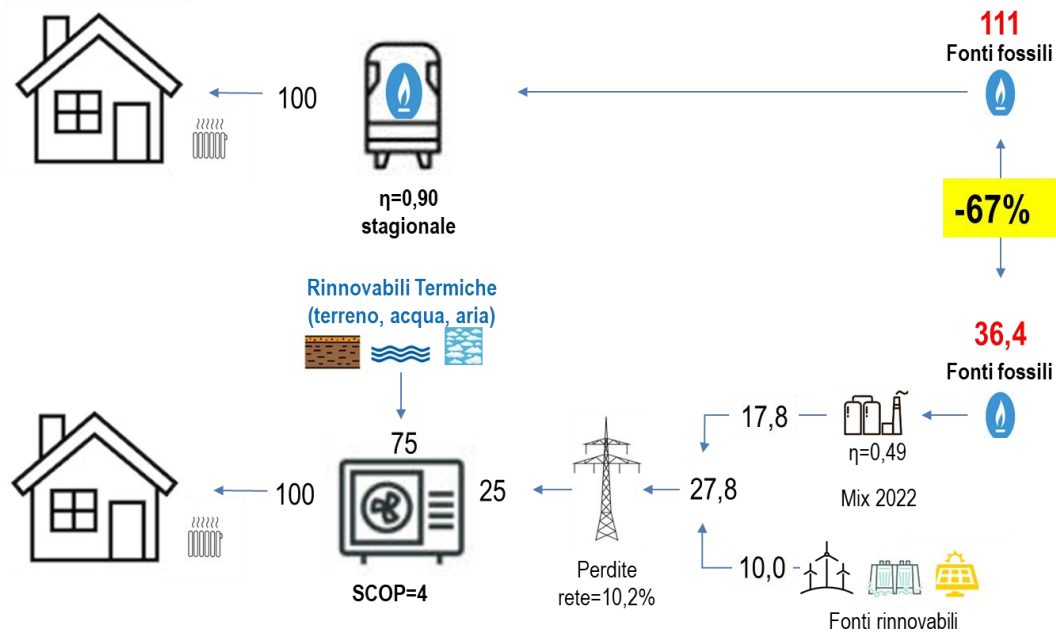 111
Fonti fossili
100
η=0,90
stagionale
-67%
Rinnovabili Termiche
(terreno, acqua, aria)
36,4
Fonti fossili
75
17,8
η=0,49
100
25
27,8
Mix 2022
SCOP=4
Perdite
rete=10,2%
10,0
Fonti rinnovabili